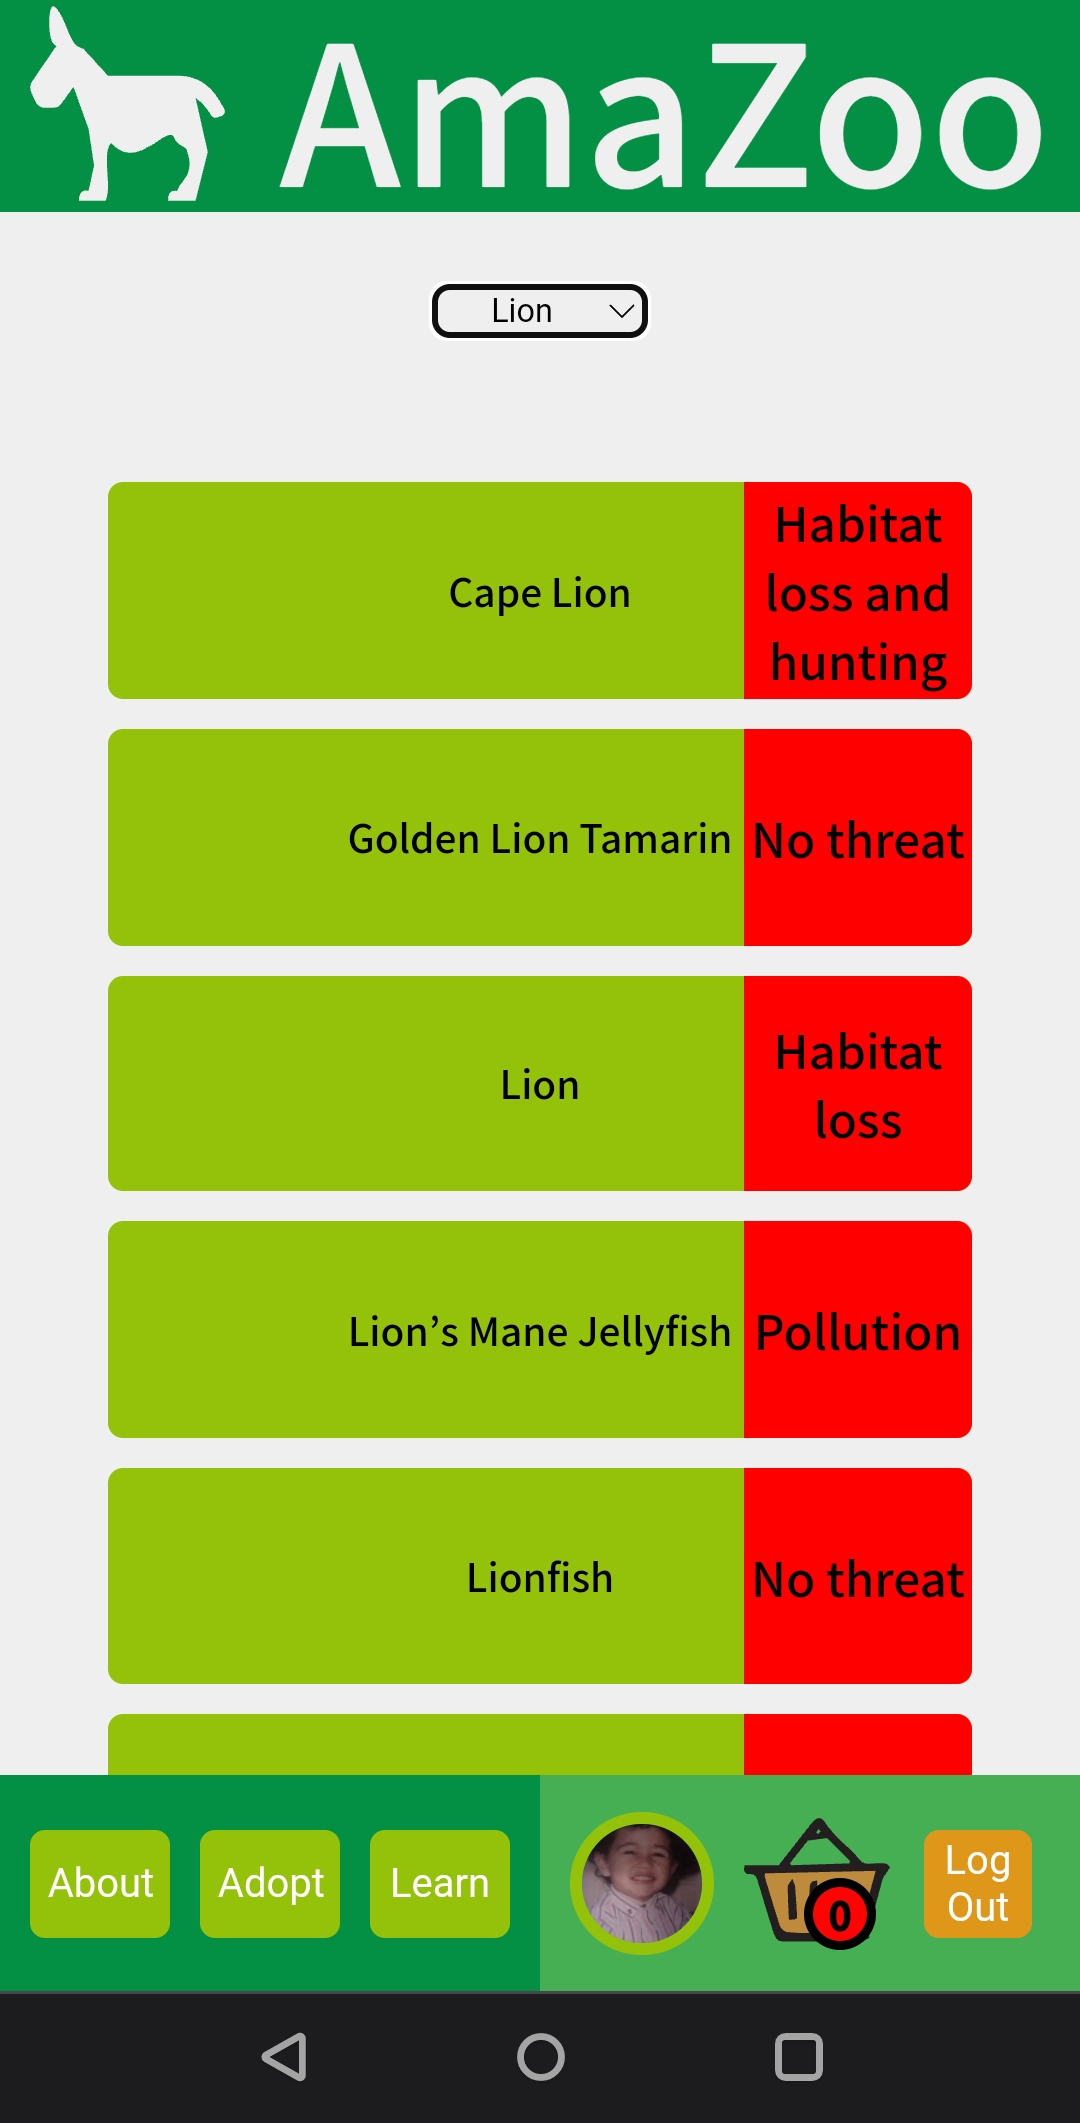 AmaZoo
Lion
Cape Lion
Habitat
loss and
hunting
Golden Lion Tamarin
No threat
Lion
Habitat
loss
Lion’s Mane Jellyfish
Pollution
Lionfish
No threat
About
Adopt
Learn
0
Log
Out